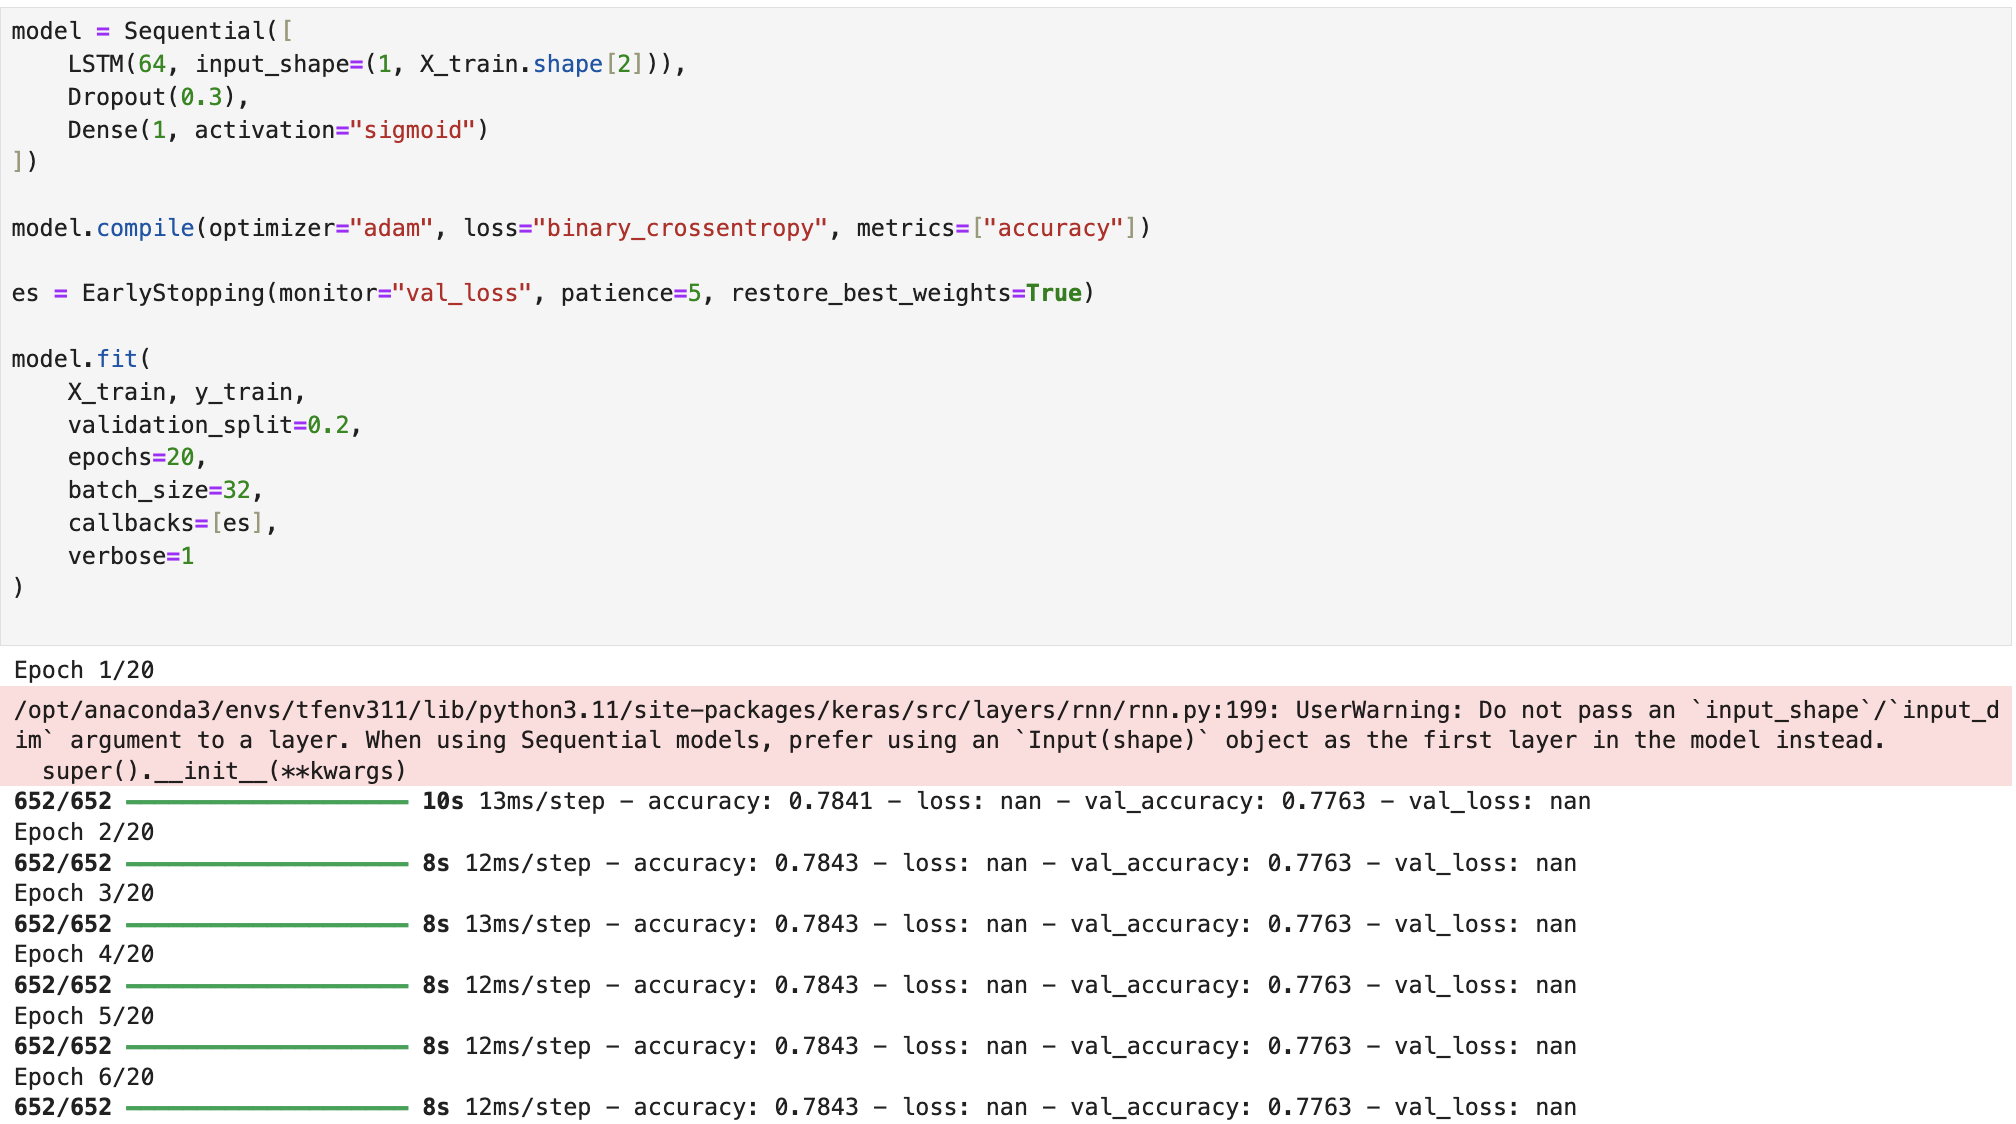 model = Sequential([
    LSTM(64, input_shape=(1, X_train.shape[2])),
    Dropout(0.3),
    Dense(1, activation="sigmoid")
])
model.compile(optimizer="adam", loss="binary_crossentropy", metrics=["accuracy"])
es = EarlyStopping(monitor="val_loss", patience=5, restore_best_weights=True)
model.fit(
    X_train, y_train,
    validation_split=0.2,
    epochs=20,
    batch_size=32,
    callbacks=[es],
    verbose=1
)
Epoch 1/20
/opt/anaconda3/envs/tfenv311/lib/python3.11/site-packages/keras/src/layers/rnn/rnn.py:199: UserWarning: Do not pass an `input_shape`/`input_d
im` argument to a layer. When using Sequential models, prefer using an `Input(shape)` object as the first layer in the model instead.
  super().__init__(**kwargs)
652/652 ━━━━━━━━━━━━━━━━━━━━ 10s 13ms/step - accuracy: 0.7841 - loss: nan - val_accuracy: 0.7763 - val_loss: nan
Epoch 2/20
652/652 ━━━━━━━━━━━━━━━━━━━━ 8s 12ms/step - accuracy: 0.7843 - loss: nan - val_accuracy: 0.7763 - val_loss: nan
Epoch 3/20
652/652 ━━━━━━━━━━━━━━━━━━━━ 8s 13ms/step - accuracy: 0.7843 - loss: nan - val_accuracy: 0.7763 - val_loss: nan
Epoch 4/20
652/652 ━━━━━━━━━━━━━━━━━━━━ 8s 12ms/step - accuracy: 0.7843 - loss: nan - val_accuracy: 0.7763 - val_loss: nan
Epoch 5/20
652/652 ━━━━━━━━━━━━━━━━━━━━ 8s 12ms/step - accuracy: 0.7843 - loss: nan - val_accuracy: 0.7763 - val_loss: nan
Epoch 6/20
652/652 ━━━━━━━━━━━━━━━━━━━━ 8s 12ms/step - accuracy: 0.7843 - loss: nan - val_accuracy: 0.7763 - val_loss: nan